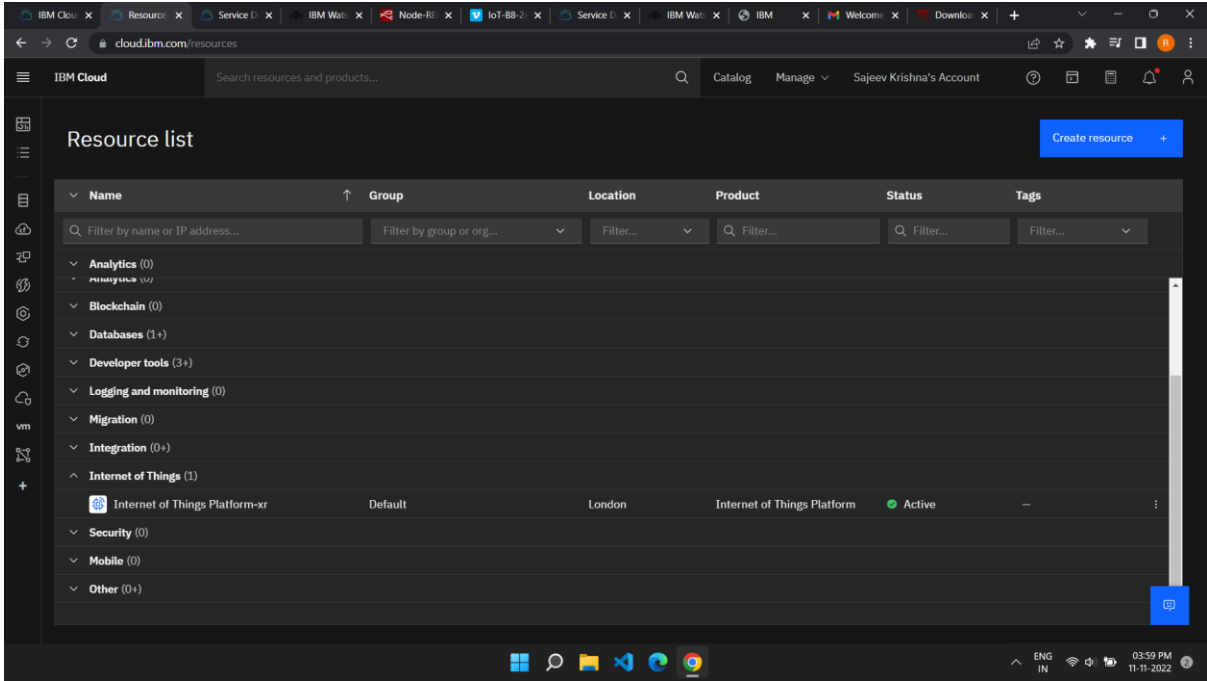 IBM Clou Resource Service D IBM Wats Node-RE IoT-B8-2 Service D IBM Wats IBM Welcome Downloa
cloud.ibm.com/resources
IBM Cloud Search resources and products... Catalog Manage Sajeev Krishna's Account
Resource list Create resource +
Name Group Location Product Status Tags
Filter by name or IP address... Filter by group or org... Filter... Filter... Filter... Filter...
Analytics (0)
Analytics (0)
Blockchain (0)
Databases (1+)
Developer tools (3+)
Logging and monitoring (0)
Migration (0)
Integration (0+)
Internet of Things (1)
Internet of Things Platform-xr Default London Internet of Things Platform Active –
Security (0)
Mobile (0)
Other (0+)
vm
ENG
IN
03:59 PM
11-11-2022
2